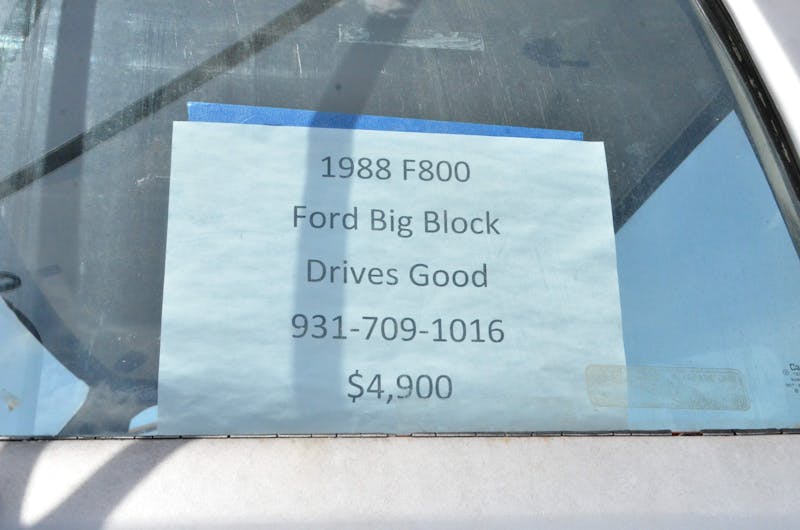 1988 F800
Ford Big Block
Drives Good
931-709-1016
$4,900